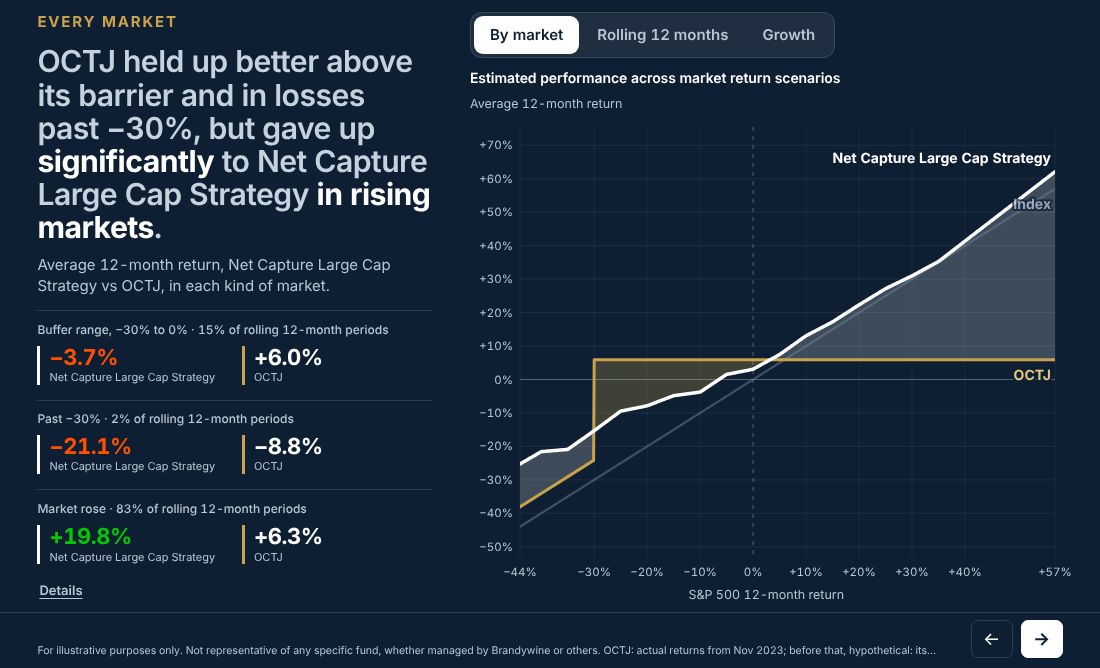 EVERY MARKET
OCTJ held up better above
its barrier and in losses
past −30%, but gave up
significantly to Net Capture
Large Cap Strategy in rising
markets.
Average 12-month return, Net Capture Large Cap
Strategy vs OCTJ, in each kind of market.
Buffer range, −30% to 0% · 15% of rolling 12-month periods
−3.7%
Net Capture Large Cap Strategy
+6.0%
OCTJ
Past −30% · 2% of rolling 12-month periods
−21.1%
Net Capture Large Cap Strategy
−8.8%
OCTJ
Market rose · 83% of rolling 12-month periods
+19.8%
Net Capture Large Cap Strategy
+6.3%
OCTJ
Details
By market
Rolling 12 months
Growth
Estimated performance across market return scenarios
Average 12-month return
+70%
+60%
+50%
+40%
+30%
+20%
+10%
0%
−10%
−20%
−30%
−40%
−50%
Net Capture Large Cap Strategy
Index
OCTJ
−44%
−30%
−20%
−10%
0%
+10%
+20%
+30%
+40%
+57%
S&P 500 12-month return
For illustrative purposes only. Not representative of any specific fund, whether managed by Brandywine or others. OCTJ: actual returns from Nov 2023; before that, hypothetical: its…